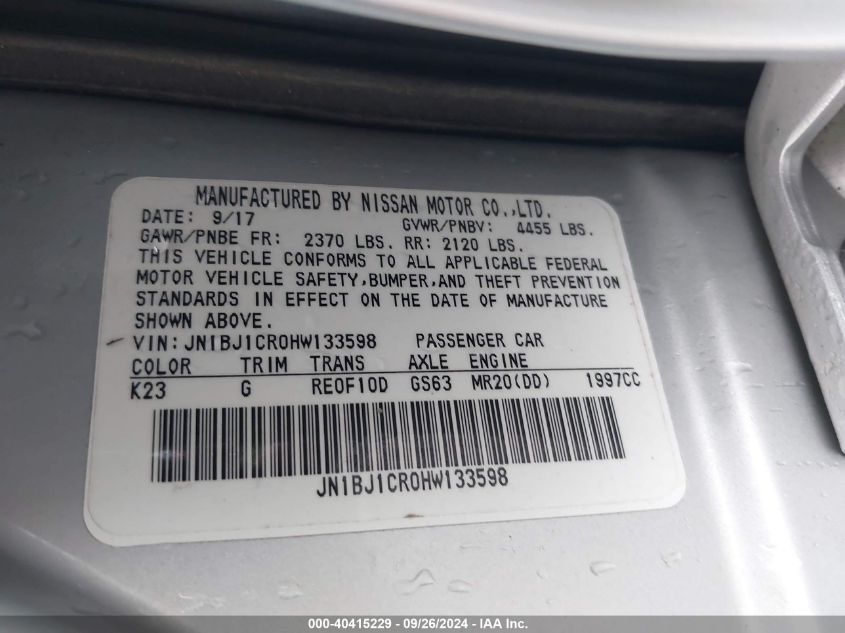 MANUFACTURED BY NISSAN MOTOR CO.,LTD.
DATE: 9/17 GVWR/PNBV: 4455 LBS.
GAWR/PNBE FR: 2370 LBS. RR: 2120 LBS.
THIS VEHICLE CONFORMS TO ALL APPLICABLE FEDERAL
MOTOR VEHICLE SAFETY,BUMPER,AND THEFT PREVENTION
STANDARDS IN EFFECT ON THE DATE OF MANUFACTURE
SHOWN ABOVE.
VIN:JN1BJ1CR0HW133598 PASSENGER CAR
COLOR TRIM TRANS AXLE ENGINE
K23 G RE0F10D GS63 MR20(DD) 1997CC
JN1BJ1CR0HW133598
000-40415229 - 09/26/2024 - IAA Inc.